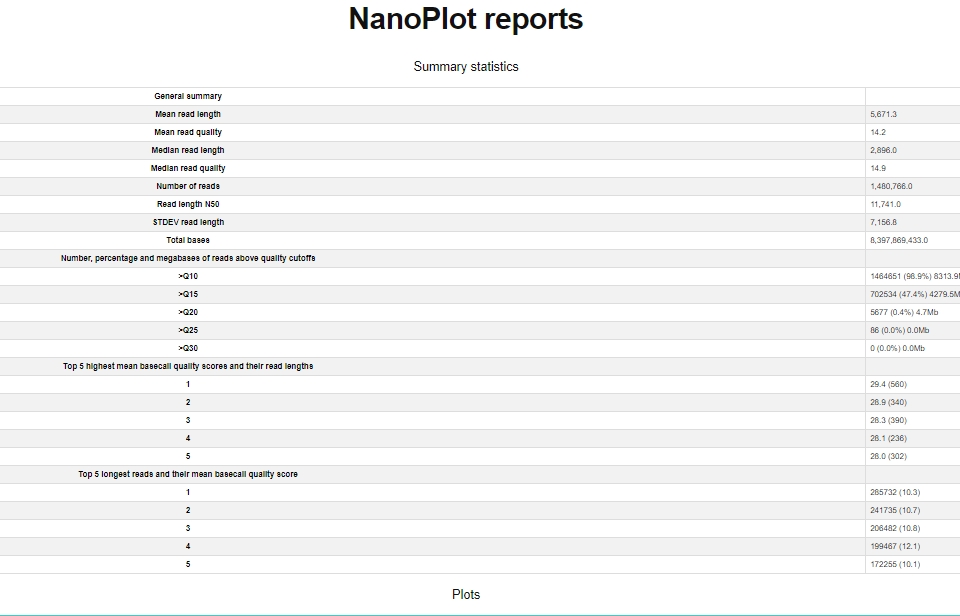 NanoPlot reports
Summary statistics
General summary
Mean read length 5,671.3
Mean read quality 14.2
Median read length 2,896.0
Median read quality 14.9
Number of reads 1,480,766.0
Read length N50 11,741.0
STDEV read length 7,156.8
Total bases 8,397,869,433.0
Number, percentage and megabases of reads above quality cutoffs
>Q10 1464651 (98.9%) 8313.9M
>Q15 702534 (47.4%) 4279.5M
>Q20 5677 (0.4%) 4.7Mb
>Q25 86 (0.0%) 0.0Mb
>Q30 0 (0.0%) 0.0Mb
Top 5 highest mean basecall quality scores and their read lengths
1 29.4 (560)
2 28.9 (340)
3 28.3 (390)
4 28.1 (236)
5 28.0 (302)
Top 5 longest reads and their mean basecall quality score
1 285732 (10.3)
2 241735 (10.7)
3 206482 (10.8)
4 199467 (12.1)
5 172255 (10.1)
Plots